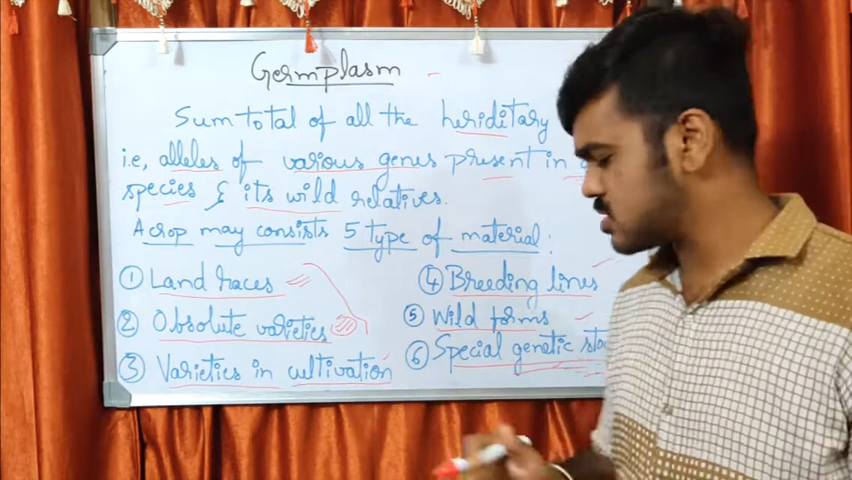 Germplasm
Sum total of all the heriditary
i.e, alleles of various genes present in a
species & its wild relatives.
A crop may consists 5 type of material:
① Land races
② Obsolute varieties
③ Varieties in cultivation
④ Breeding lines
⑤ Wild forms
⑥ Special genetic sto